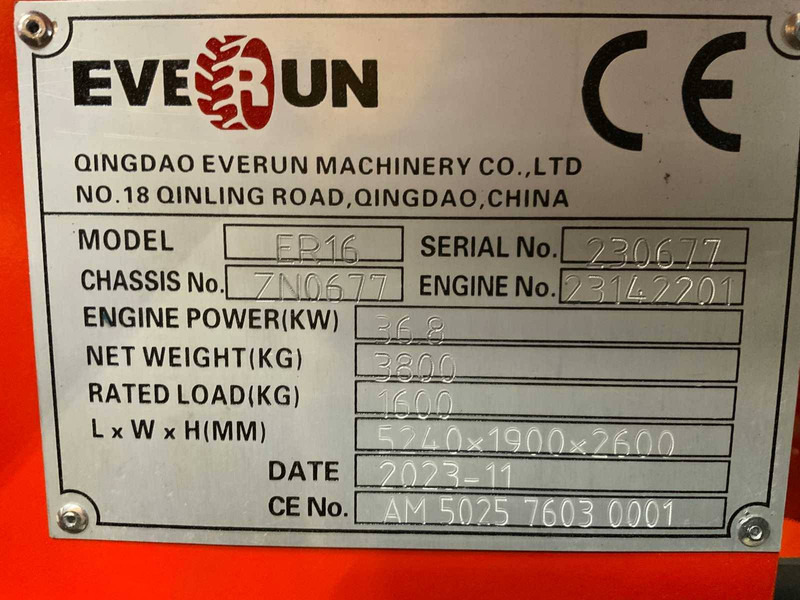 EVERUN CE
QINGDAO EVERUN MACHINERY CO.,LTD
NO.18 QINLING ROAD,QINGDAO,CHINA
MODEL ER16 SERIAL No. 230677
CHASSIS No. ZN0677 ENGINE No. 23142201
ENGINE POWER(KW) 36.8
NET WEIGHT(KG) 3800
RATED LOAD(KG) 1600
L x W x H(MM) 5240×1900×2600
DATE 2023-11
CE No. AM 5025 7603 0001